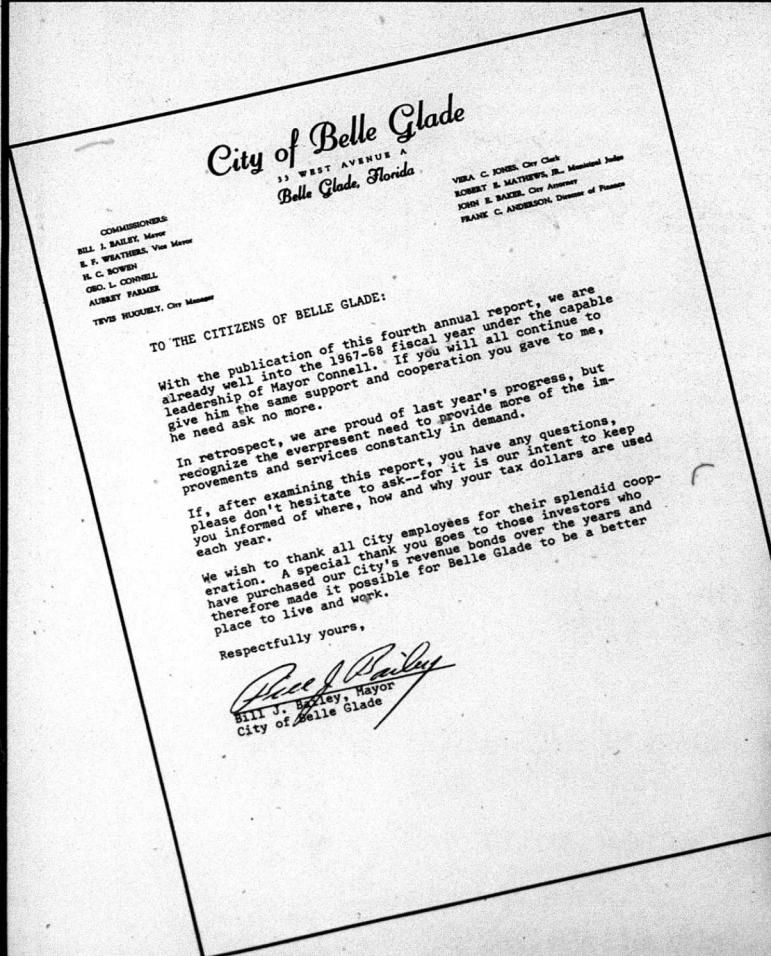 City of Belle Glade
33 WEST AVENUE A
Belle Glade, Florida
COMMISSIONERS:
BILL J. BAILEY, Mayor
E. F. WEATHERS, Vice Mayor
H. C. BOWEN
GEO. L. CONNELL
AUBREY FARMER
TEVIS HUGUELY, City Manager
VERA C. JONES, City Clerk
ROBERT E. MATHEWS, JR., Municipal Judge
JOHN E. BAKER, City Attorney
FRANK C. ANDERSON, Director of Finance
TO THE CITIZENS OF BELLE GLADE:
With the publication of this fourth annual report, we are
already well into the 1967-68 fiscal year under the capable
leadership of Mayor Connell. If you will all continue to
give him the same support and cooperation you gave to me,
he need ask no more.
In retrospect, we are proud of last year's progress, but
recognize the everpresent need to provide more of the im-
provements and services constantly in demand.
If, after examining this report, you have any questions,
please don't hesitate to ask--for it is our intent to keep
you informed of where, how and why your tax dollars are used
each year.
We wish to thank all City employees for their splendid coop-
eration. A special thank you goes to those investors who
have purchased our City's revenue bonds over the years and
therefore made it possible for Belle Glade to be a better
place to live and work.
Respectfully yours,
Bill J Bailey
Bill J. Bailey, Mayor
City of Belle Glade